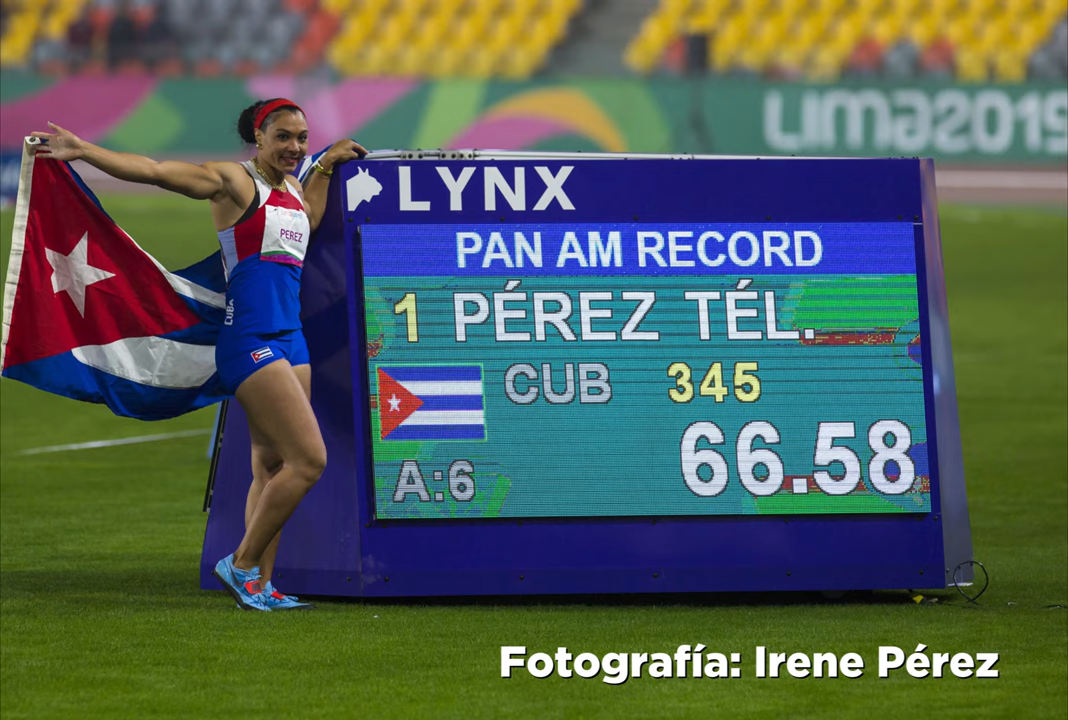 LIMA2019
LYNX
PAN AM RECORD
1 PÉREZ TÉL.
CUB 345
66.58
A:6
PEREZ
CUBA
Fotografía: Irene Pérez